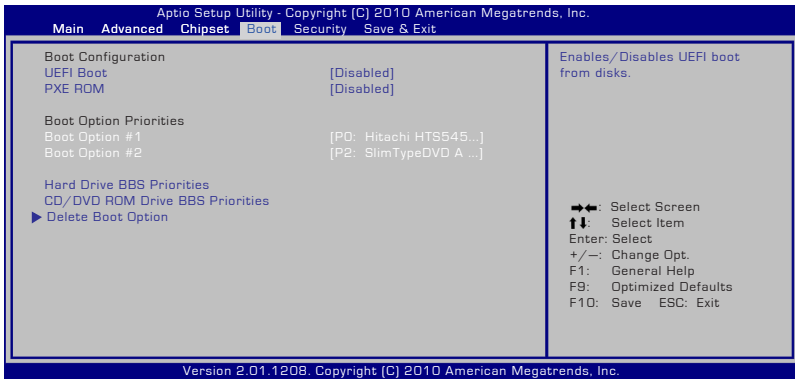 Aptio Setup Utility - Copyright (C) 2010 American Megatrends, Inc.
Main Advanced Chipset Boot Security Save & Exit
Boot Configuration
UEFI Boot [Disabled]
PXE ROM [Disabled]
Boot Option Priorities
Boot Option #1 [P0: Hitachi HTS545...]
Boot Option #2 [P2: SlimTypeDVD A ...]
Hard Drive BBS Priorities
CD/DVD ROM Drive BBS Priorities
▶ Delete Boot Option
Enables/Disables UEFI boot
from disks.
→←: Select Screen
↑↓: Select Item
Enter: Select
+/—: Change Opt.
F1: General Help
F9: Optimized Defaults
F10: Save ESC: Exit
Version 2.01.1208. Copyright (C) 2010 American Megatrends, Inc.